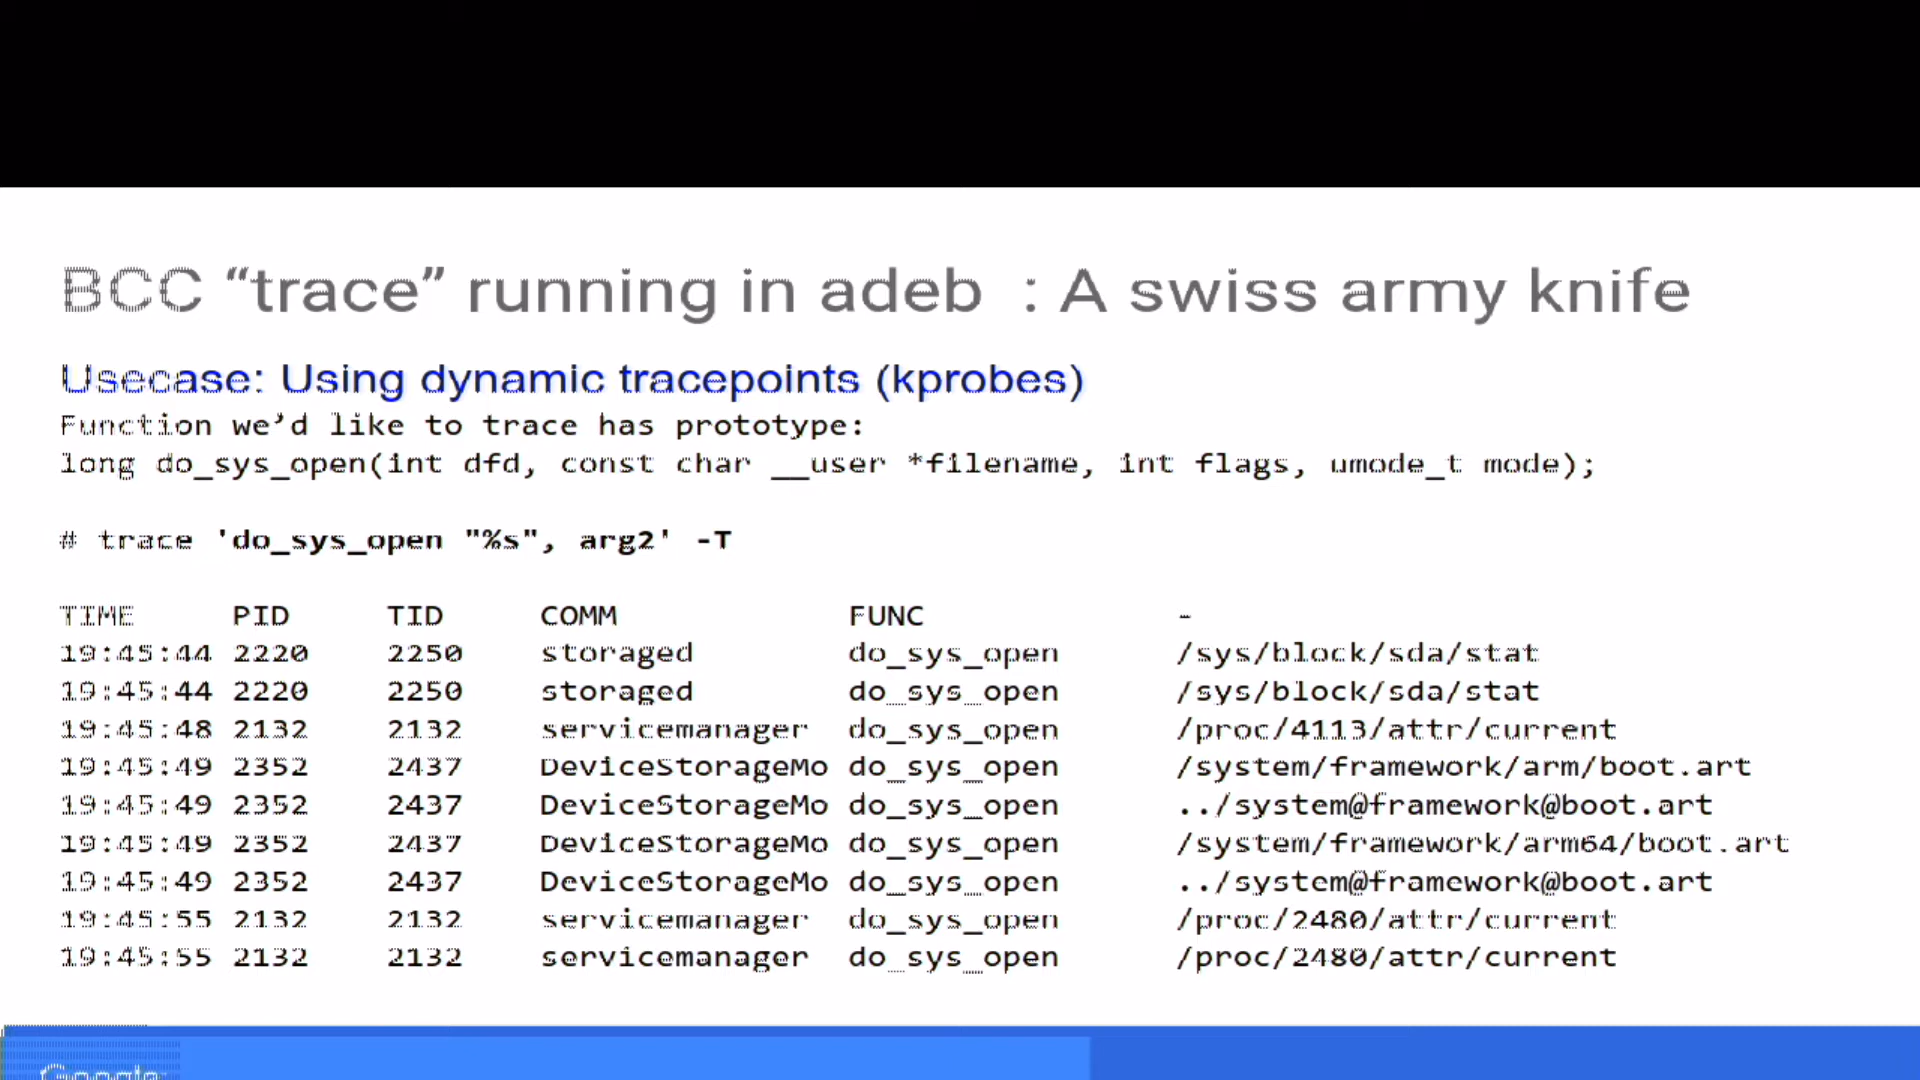 BCC “trace” running in adeb : A swiss army knife
Usecase: Using dynamic tracepoints (kprobes)
Function we’d like to trace has prototype:
long do_sys_open(int dfd, const char __user *filename, int flags, umode_t mode);
# trace 'do_sys_open "%s", arg2' -T
TIME PID TID COMM FUNC -
19:45:44 2220 2250 storaged do_sys_open /sys/block/sda/stat
19:45:44 2220 2250 storaged do_sys_open /sys/block/sda/stat
19:45:48 2132 2132 servicemanager do_sys_open /proc/4113/attr/current
19:45:49 2352 2437 DeviceStorageMo do_sys_open /system/framework/arm/boot.art
19:45:49 2352 2437 DeviceStorageMo do_sys_open ../system@framework@boot.art
19:45:49 2352 2437 DeviceStorageMo do_sys_open /system/framework/arm64/boot.art
19:45:49 2352 2437 DeviceStorageMo do_sys_open ../system@framework@boot.art
19:45:55 2132 2132 servicemanager do_sys_open /proc/2480/attr/current
19:45:55 2132 2132 servicemanager do_sys_open /proc/2480/attr/current
Google